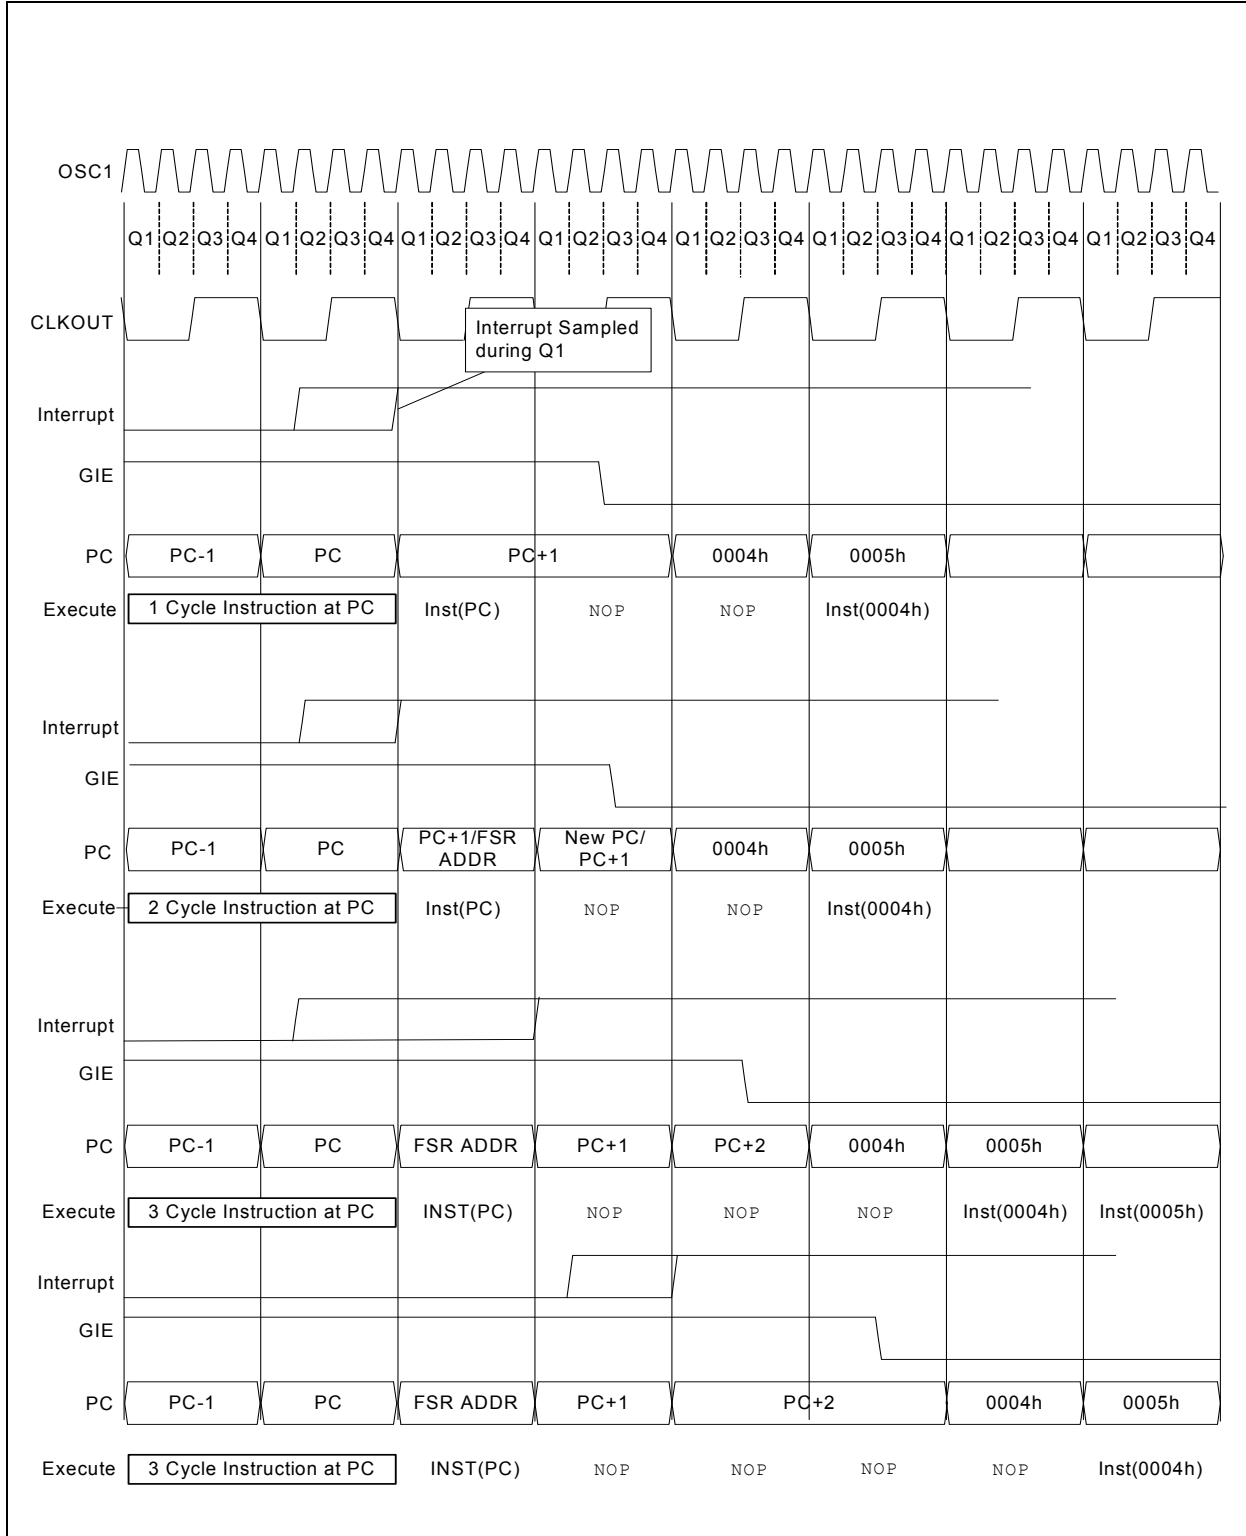 OSC1
Q1 Q2 Q3 Q4 Q1 Q2 Q3 Q4 Q1 Q2 Q3 Q4 Q1 Q2 Q3 Q4 Q1 Q2 Q3 Q4 Q1 Q2 Q3 Q4 Q1 Q2 Q3 Q4 Q1 Q2 Q3 Q4
CLKOUT
Interrupt Sampled
during Q1
Interrupt
GIE
PC PC-1 PC PC+1 0004h 0005h
Execute 1 Cycle Instruction at PC Inst(PC) NOP NOP Inst(0004h)
Interrupt
GIE
PC PC-1 PC PC+1/FSR ADDR New PC/ PC+1 0004h 0005h
Execute 2 Cycle Instruction at PC Inst(PC) NOP NOP Inst(0004h)
Interrupt
GIE
PC PC-1 PC FSR ADDR PC+1 PC+2 0004h 0005h
Execute 3 Cycle Instruction at PC INST(PC) NOP NOP NOP Inst(0004h) Inst(0005h)
Interrupt
GIE
PC PC-1 PC FSR ADDR PC+1 PC+2 0004h 0005h
Execute 3 Cycle Instruction at PC INST(PC) NOP NOP NOP NOP Inst(0004h)